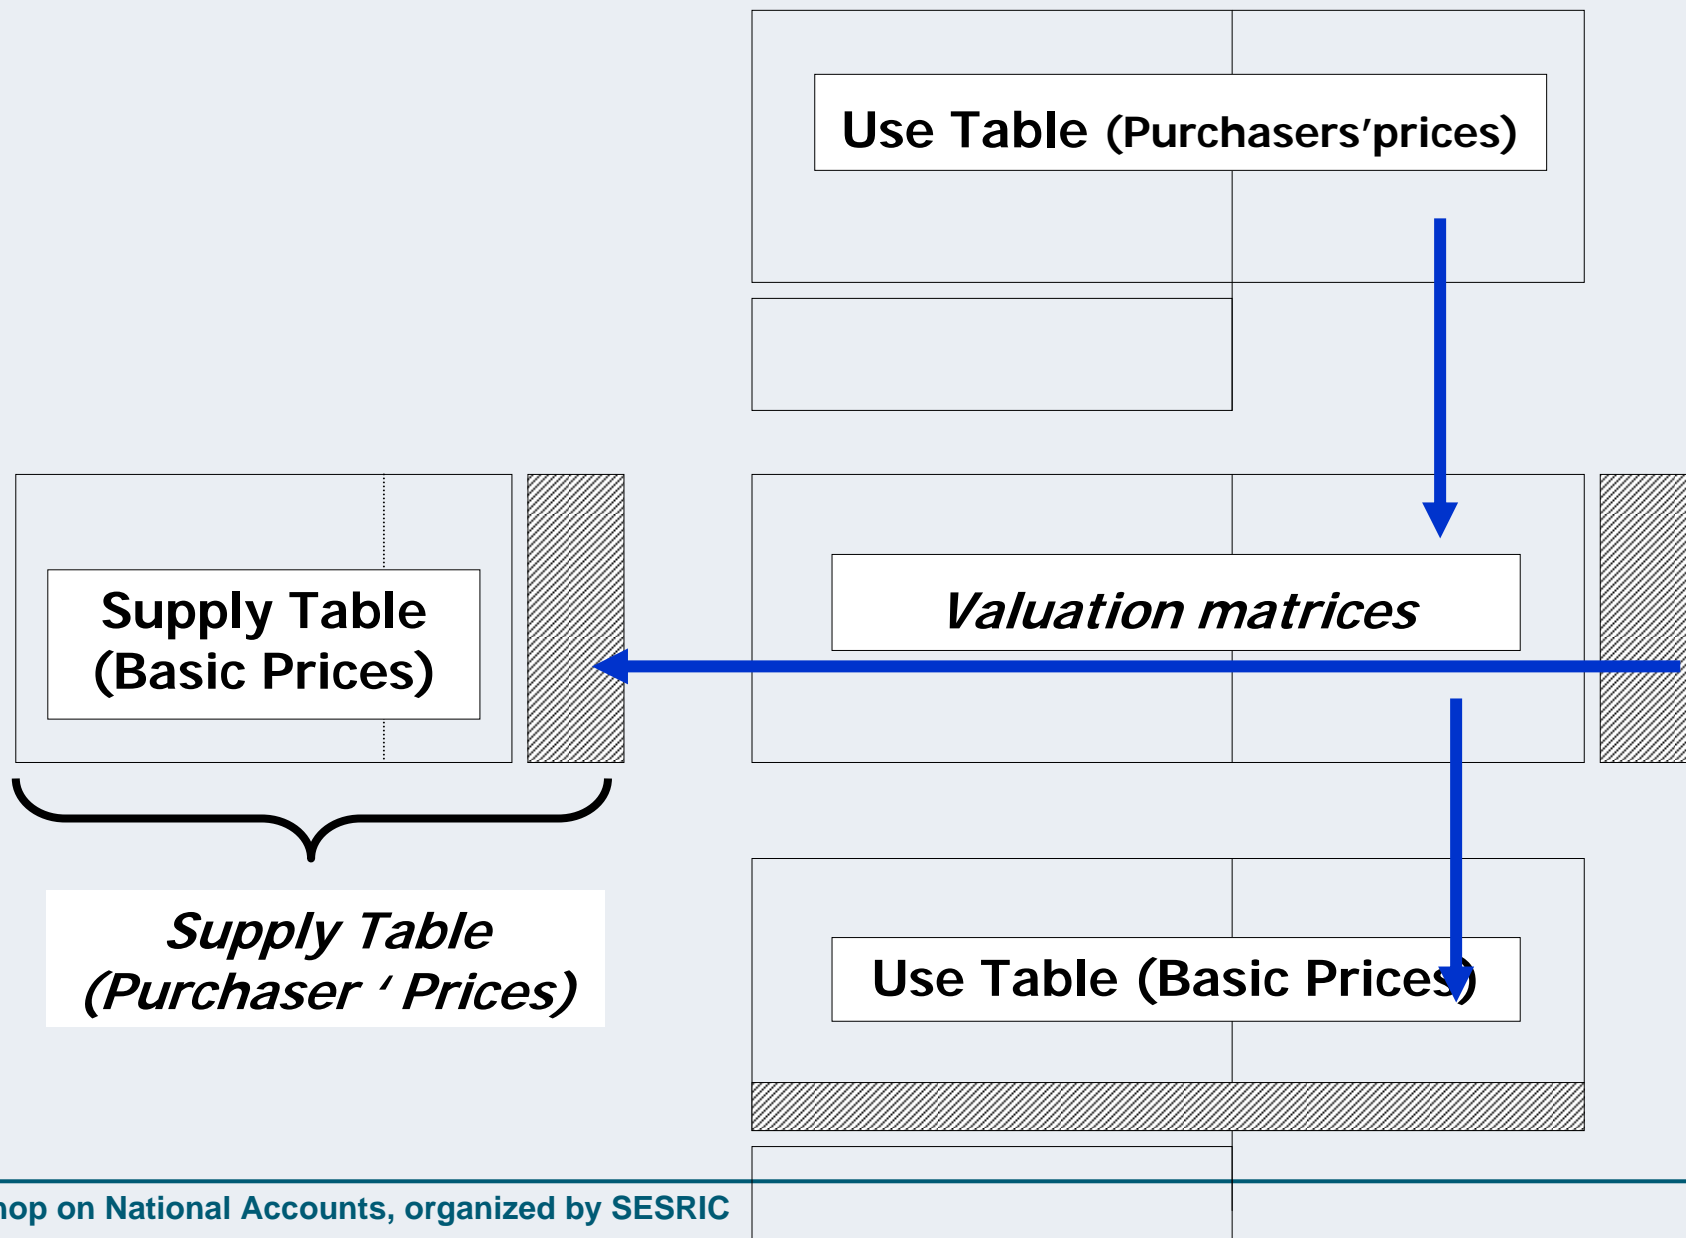 Use Table (Purchasers’prices)
Supply Table
(Basic Prices)
Valuation matrices
Supply Table
(Purchaser ‘ Prices)
Use Table (Basic Prices)
on National Accounts, organized by SESRIC